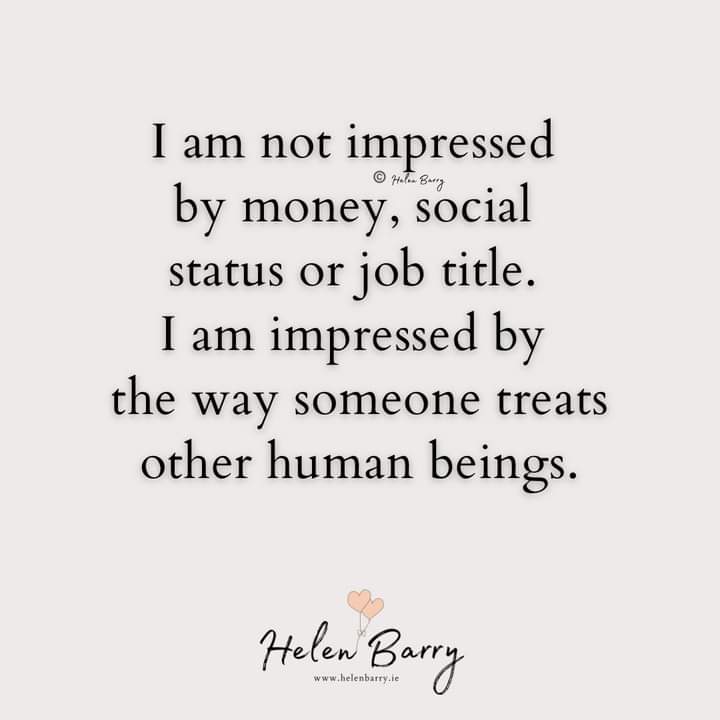 I am not impressed
© Helen Barry
by money, social
status or job title.
I am impressed by
the way someone treats
other human beings.
Helen Barry
www.helenbarry.ie